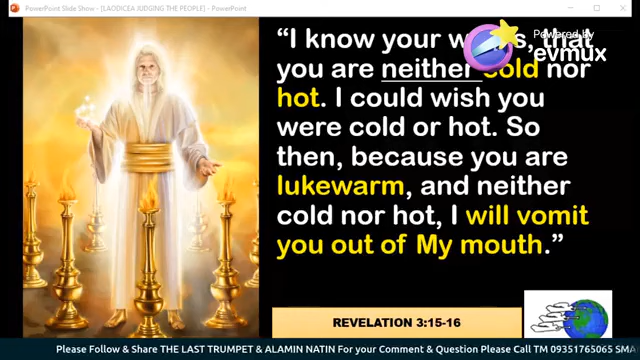 PowerPoint Slide Show - [LAODICEA JUDGING THE PEOPLE] - PowerPoint
Powered by
evmux
“I know your that
you are neither cold nor
hot. I could wish you
were cold or hot. So
then, because you are
lukewarm, and neither
cold nor hot, I will vomit
you out of My mouth.”
REVELATION 3:15-16
Please Follow & Share THE LAST TRUMPET & ALAMIN NATIN For your Comment & Question Please Call TM 09351763065 SMA